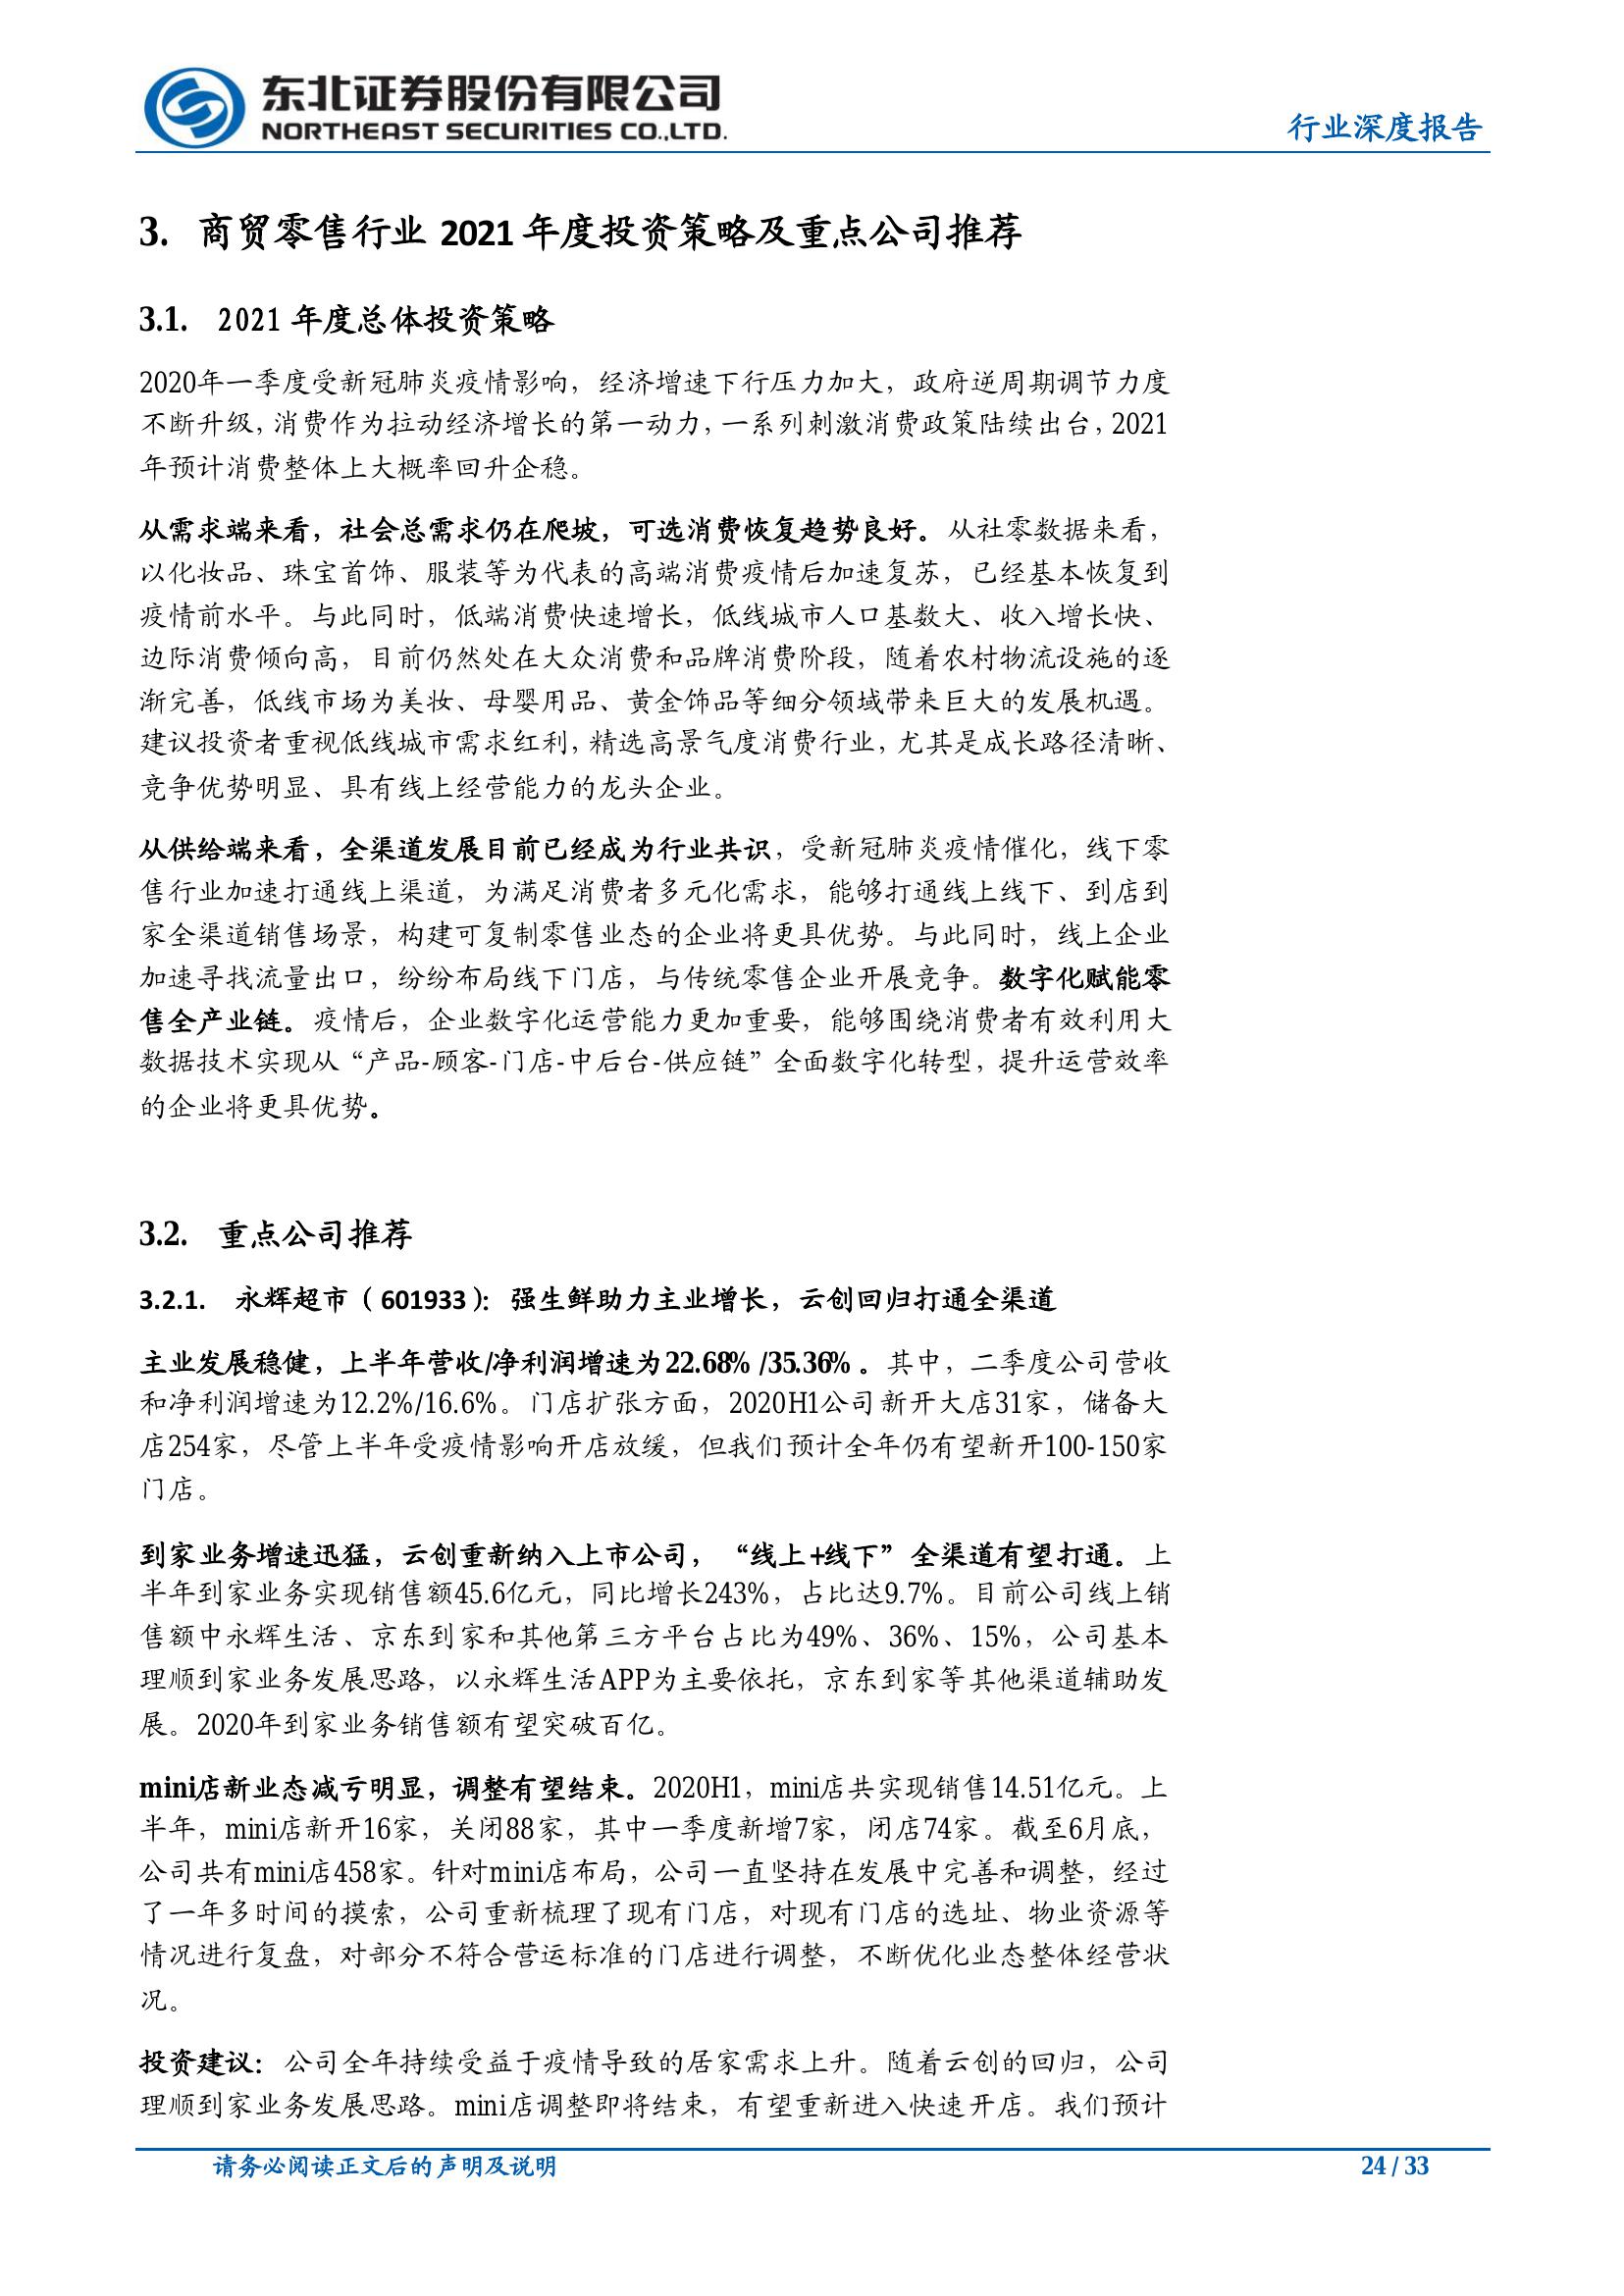 东北证券股份有限公司
NORTHEAST SECURITIES CO.,LTD.
行业深度报告
3. 商贸零售行业 2021 年度投资策略及重点公司推荐
3.1. 2021 年度总体投资策略
2020年一季度受新冠肺炎疫情影响，经济增速下行压力加大，政府逆周期调节力度
不断升级，消费作为拉动经济增长的第一动力，一系列刺激消费政策陆续出台，2021
年预计消费整体上大概率回升企稳。
从需求端来看，社会总需求仍在爬坡，可选消费恢复趋势良好。从社零数据来看，
以化妆品、珠宝首饰、服装等为代表的高端消费疫情后加速复苏，已经基本恢复到
疫情前水平。与此同时，低端消费快速增长，低线城市人口基数大、收入增长快、
边际消费倾向高，目前仍然处在大众消费和品牌消费阶段，随着农村物流设施的逐
渐完善，低线市场为美妆、母婴用品、黄金饰品等细分领域带来巨大的发展机遇。
建议投资者重视低线城市需求红利，精选高景气度消费行业，尤其是成长路径清晰、
竞争优势明显、具有线上经营能力的龙头企业。
从供给端来看，全渠道发展目前已经成为行业共识，受新冠肺炎疫情催化，线下零
售行业加速打通线上渠道，为满足消费者多元化需求，能够打通线上线下、到店到
家全渠道销售场景，构建可复制零售业态的企业将更具优势。与此同时，线上企业
加速寻找流量出口，纷纷布局线下门店，与传统零售企业开展竞争。数字化赋能零
售全产业链。疫情后，企业数字化运营能力更加重要，能够围绕消费者有效利用大
数据技术实现从“产品-顾客-门店-中后台-供应链”全面数字化转型，提升运营效率
的企业将更具优势。
3.2. 重点公司推荐
3.2.1. 永辉超市（601933）：强生鲜助力主业增长，云创回归打通全渠道
主业发展稳健，上半年营收/净利润增速为22.68%/35.36%。其中，二季度公司营收
和净利润增速为12.2%/16.6%。门店扩张方面，2020H1公司新开大店31家，储备大
店254家，尽管上半年受疫情影响开店放缓，但我们预计全年仍有望新开100-150家
门店。
到家业务增速迅猛，云创重新纳入上市公司，“线上+线下”全渠道有望打通。上
半年到家业务实现销售额45.6亿元，同比增长243%，占比达9.7%。目前公司线上销
售额中永辉生活、京东到家和其他第三方平台占比为49%、36%、15%，公司基本
理顺到家业务发展思路，以永辉生活APP为主要依托，京东到家等其他渠道辅助发
展。2020年到家业务销售额有望突破百亿。
mini店新业态减亏明显，调整有望结束。2020H1，mini店共实现销售14.51亿元。上
半年，mini店新开16家，关闭88家，其中一季度新增7家，闭店74家。截至6月底，
公司共有mini店458家。针对mini店布局，公司一直坚持在发展中完善和调整，经过
了一年多时间的摸索，公司重新梳理了现有门店，对现有门店的选址、物业资源等
情况进行复盘，对部分不符合营运标准的门店进行调整，不断优化业态整体经营状
况。
投资建议：公司全年持续受益于疫情导致的居家需求上升。随着云创的回归，公司
理顺到家业务发展思路。mini店调整即将结束，有望重新进入快速开店。我们预计
请务必阅读正文后的声明及说明
24 / 33